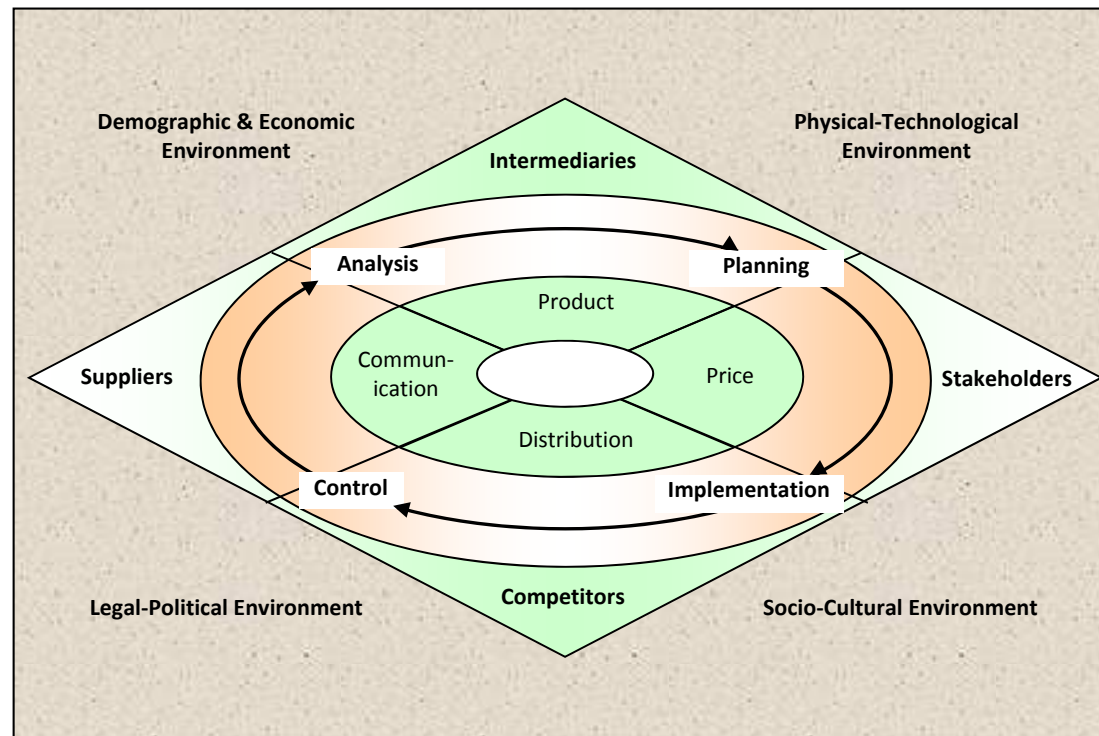 Demographic & Economic
Environment
Physical-Technological
Environment
Intermediaries
Analysis
Planning
Product
Commun-
ication
Price
Suppliers
Stakeholders
Distribution
Control
Implementation
Competitors
Legal-Political Environment
Socio-Cultural Environment